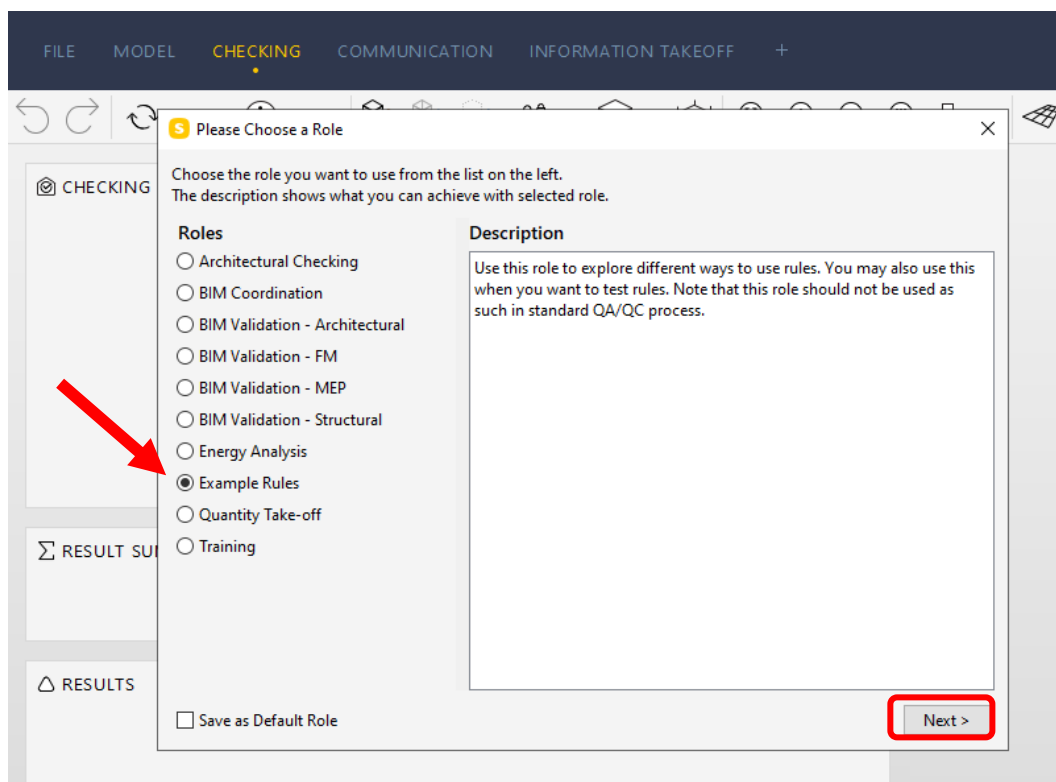 FILE MODEL CHECKING COMMUNICATION INFORMATION TAKEOFF +
S Please Choose a Role
Choose the role you want to use from the list on the left.
The description shows what you can achieve with selected role.
CHECKING
Roles
Architectural Checking
BIM Coordination
BIM Validation - Architectural
BIM Validation - FM
BIM Validation - MEP
BIM Validation - Structural
Energy Analysis
Example Rules
Quantity Take-off
Training
Description
Use this role to explore different ways to use rules. You may also use this
when you want to test rules. Note that this role should not be used as
such in standard QA/QC process.
RESULT SU
RESULTS
Save as Default Role
Next >